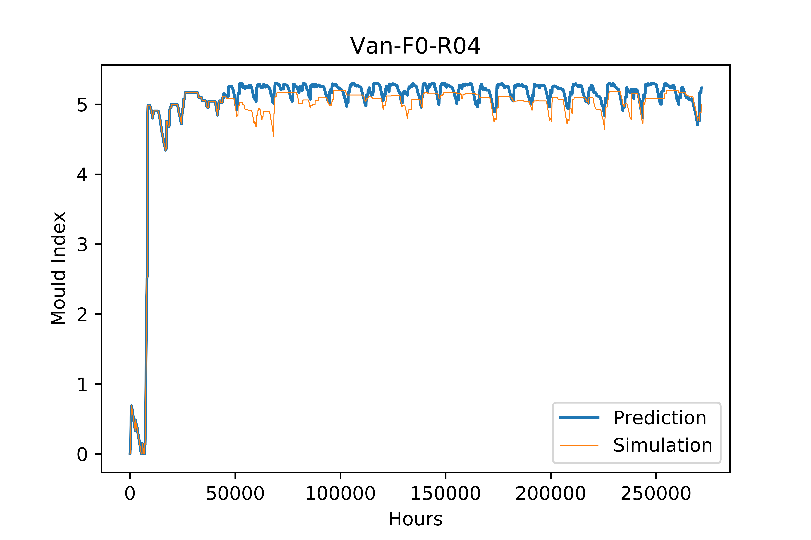 Van-F0-R04
Mould Index
5
4
3
2
1
0
Prediction
Simulation
0 50000 100000 150000 200000 250000
Hours